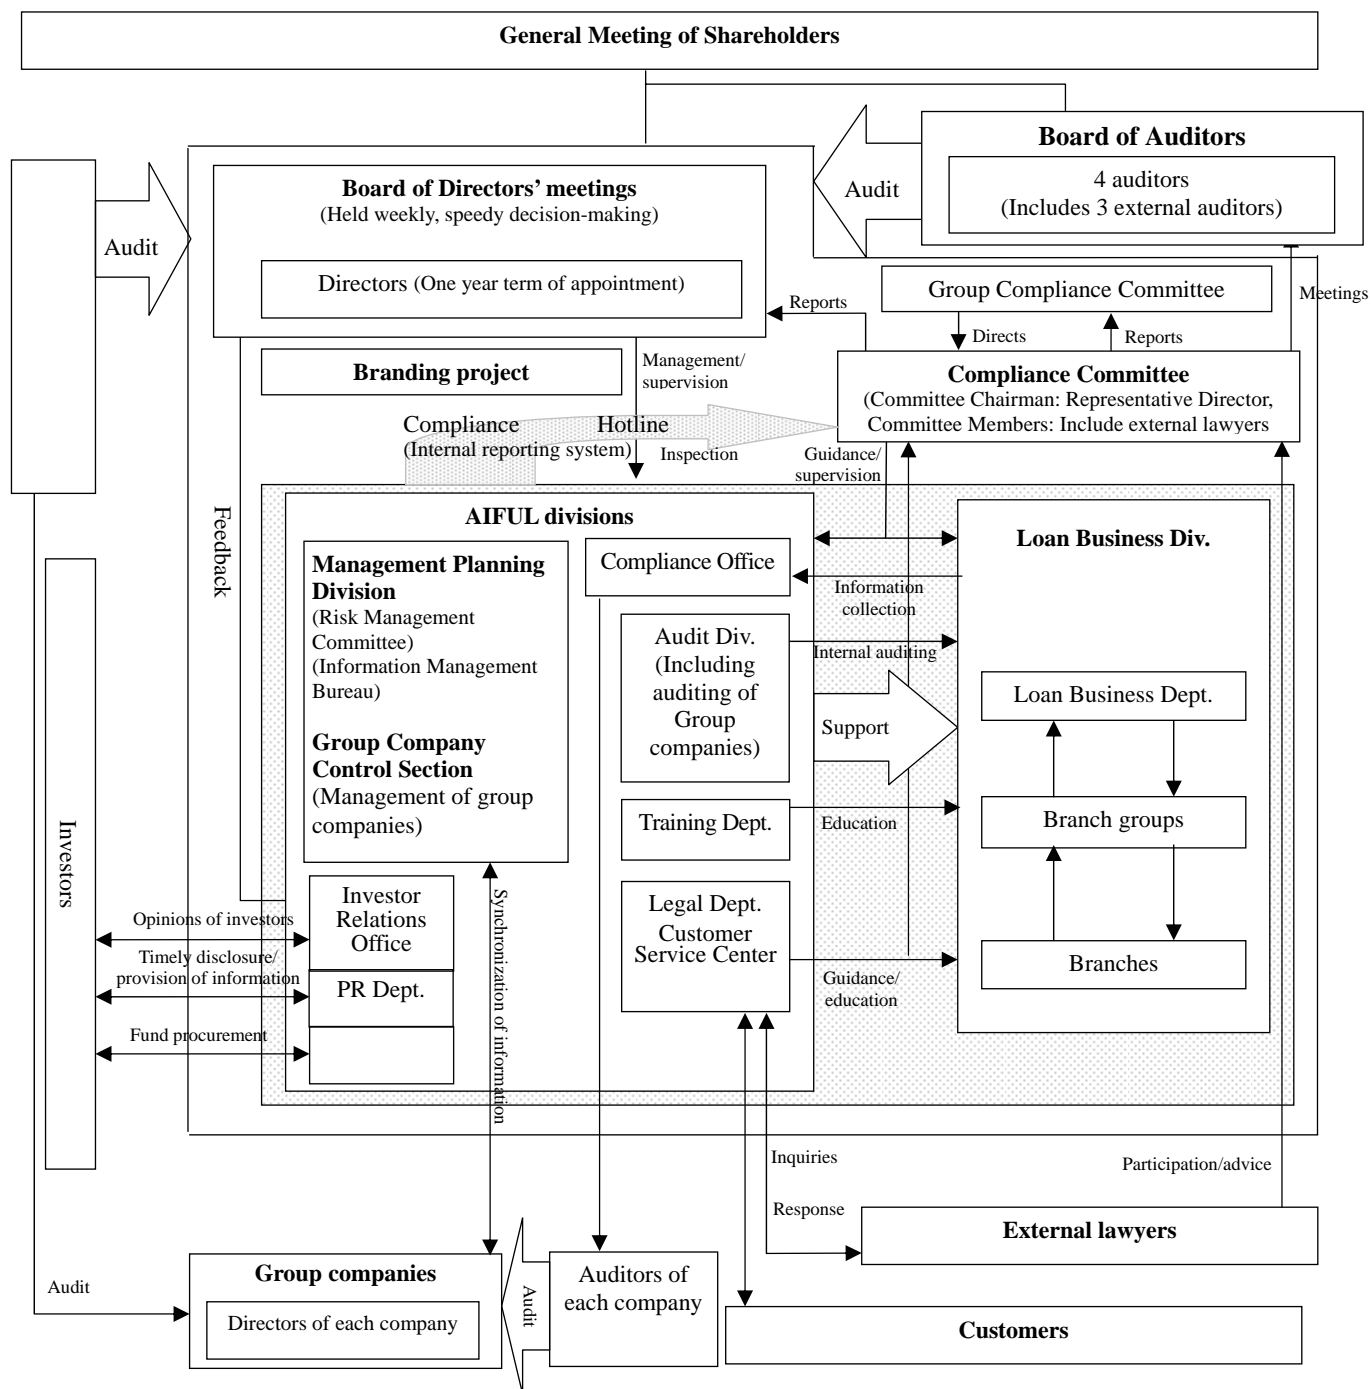 General Meeting of Shareholders
Board of Auditors
4 auditors
(Includes 3 external auditors)
Audit
Audit
Board of Directors’ meetings
(Held weekly, speedy decision-making)
Directors (One year term of appointment)
Group Compliance Committee
Meetings
Reports
Directs
Reports
Branding project
Management/
supervision
Compliance Committee
(Committee Chairman: Representative Director,
Committee Members: Include external lawyers
Compliance Hotline
(Internal reporting system)
Inspection
Guidance/
supervision
Feedback
AIFUL divisions
Management Planning
Division
(Risk Management
Committee)
(Information Management
Bureau)
Group Company
Control Section
(Management of group
companies)
Compliance Office
Information
collection
Audit Div.
(Including
auditing of
Group
companies)
Internal auditing
Support
Training Dept.
Education
Legal Dept.
Customer
Service Center
Guidance/
education
Loan Business Div.
Loan Business Dept.
Branch groups
Branches
Investors
Opinions of investors
Timely disclosure/
provision of information
Fund procurement
Investor
Relations
Office
PR Dept.
Synchronization of information
Inquiries
Response
Participation/advice
External lawyers
Audit
Group companies
Directors of each company
Audit
Auditors of
each company
Customers